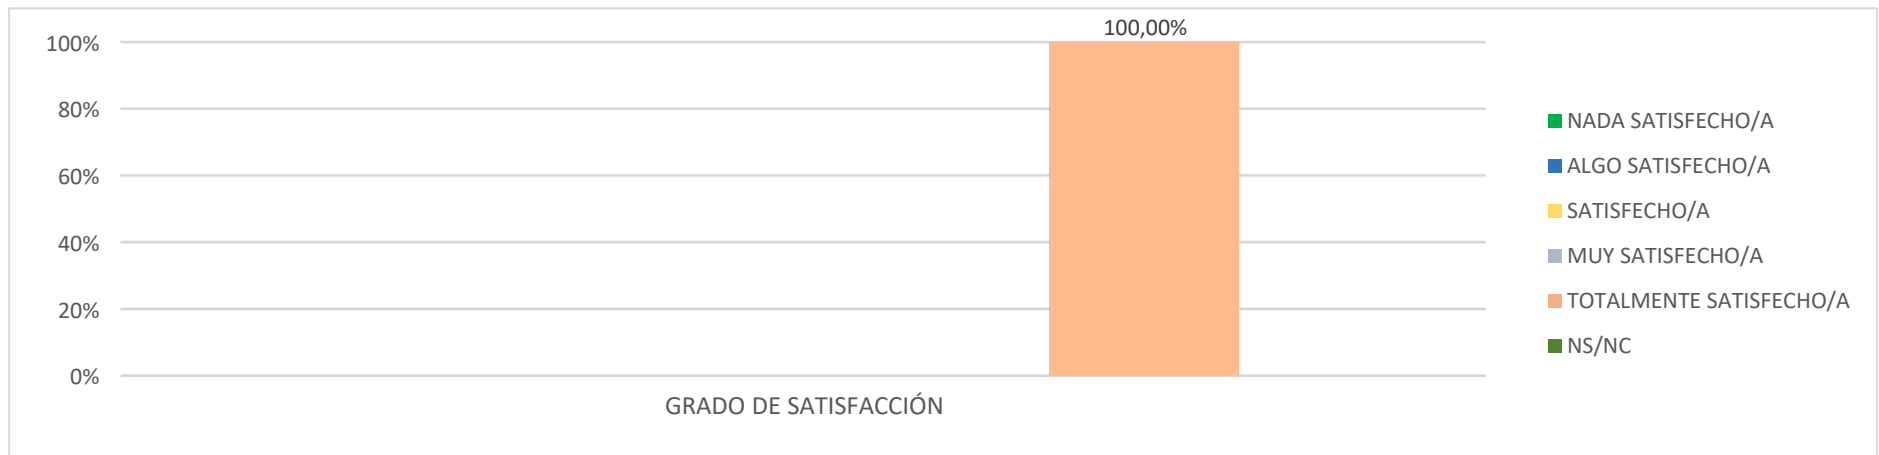 100,00%
100%
80%
60%
40%
20%
0%
GRADO DE SATISFACCIÓN
NADA SATISFECHO/A
ALGO SATISFECHO/A
SATISFECHO/A
MUY SATISFECHO/A
TOTALMENTE SATISFECHO/A
NS/NC